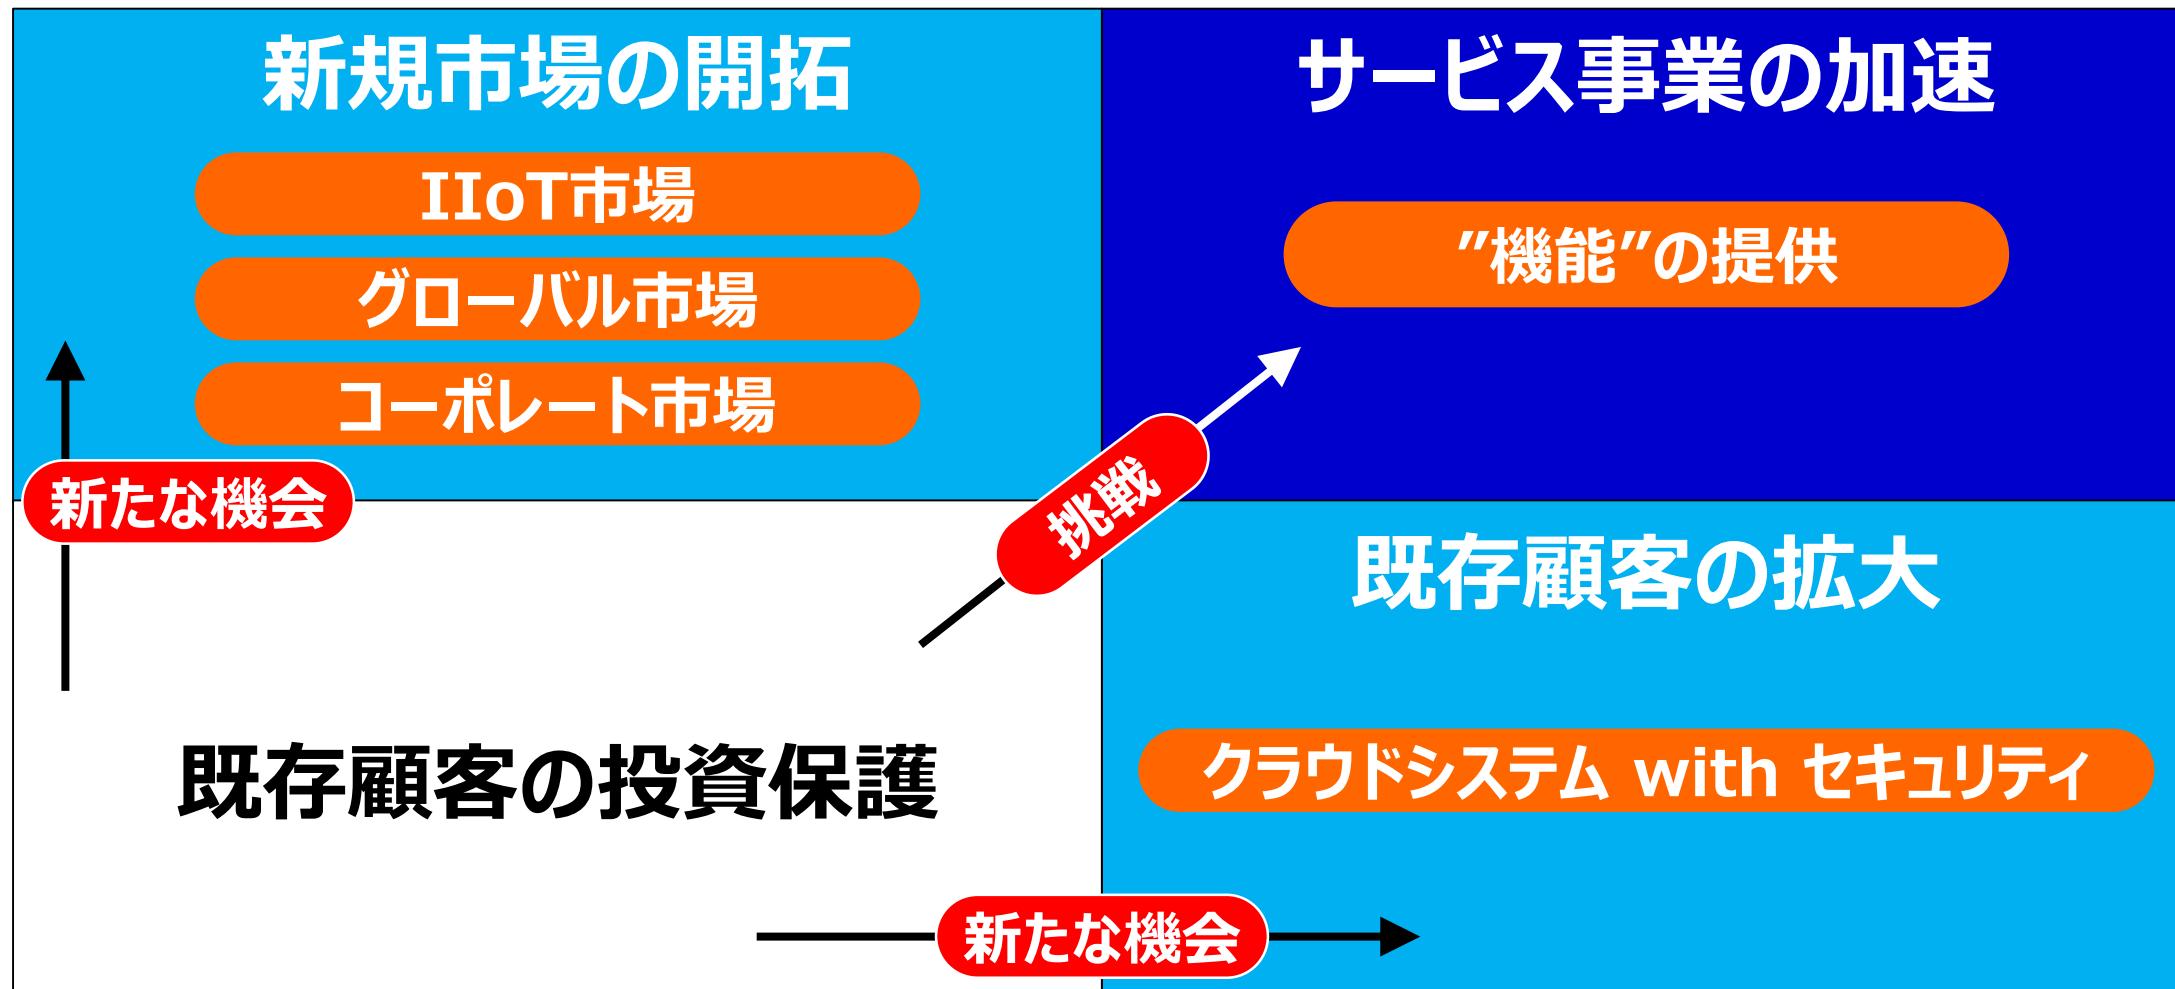 新規市場の開拓
IIoT市場
グローバル市場
コーポレート市場
サービス事業の加速
”機能”の提供
新たな機会
挑戦
既存顧客の投資保護
既存顧客の拡大
クラウドシステム with セキュリティ
新たな機会